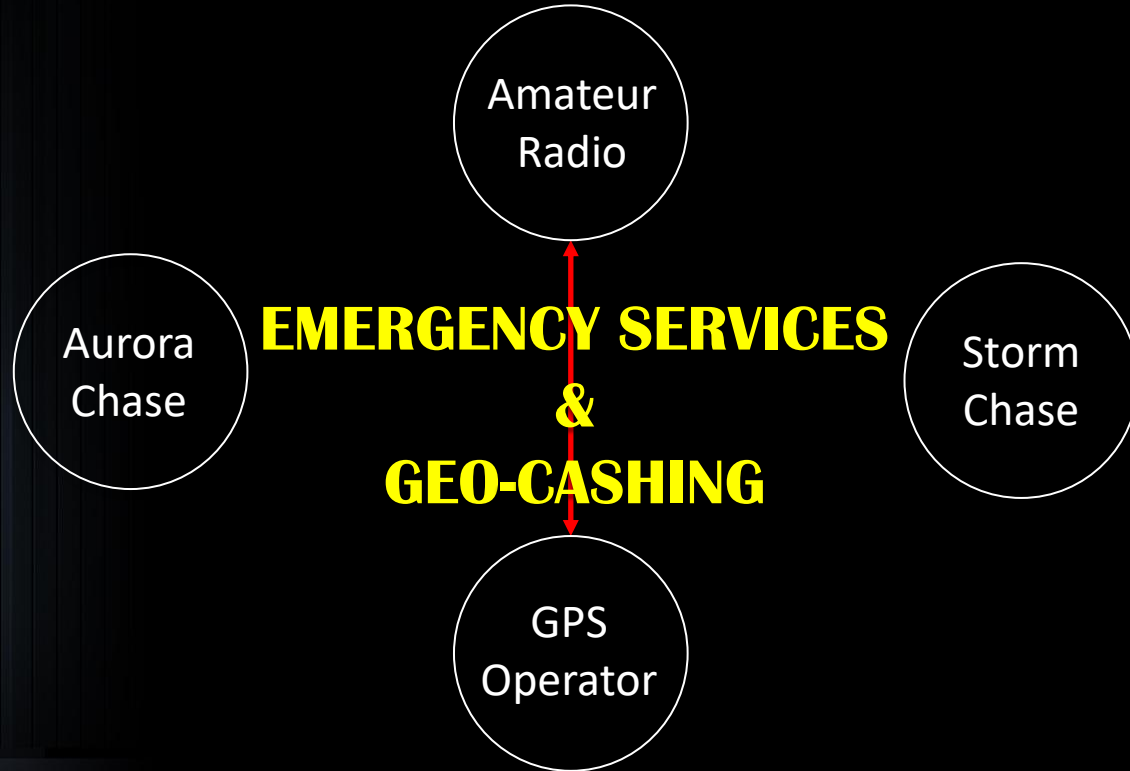 Amateur
Radio
Aurora
Chase
EMERGENCY SERVICES
&
GEO-CASHING
Storm
Chase
GPS
Operator